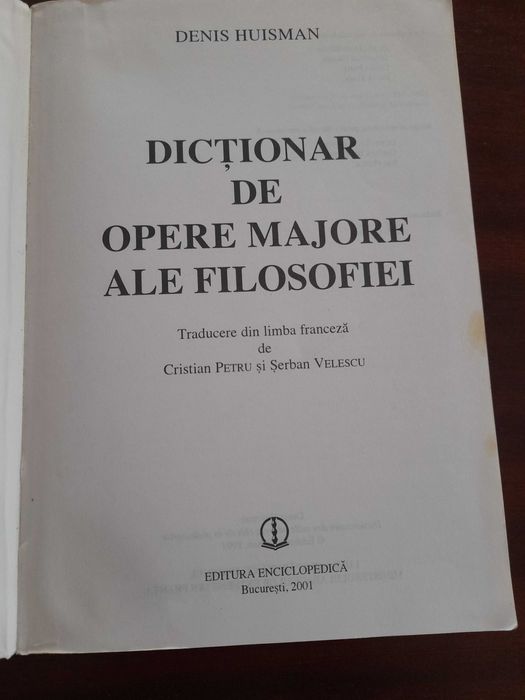 DENIS HUISMAN
DICȚIONAR
DE
OPERE MAJORE
ALE FILOSOFIEI
Traducere din limba franceză
de
Cristian PETRU și Șerban VELESCU
EDITURA ENCICLOPEDICĂ
București, 2001